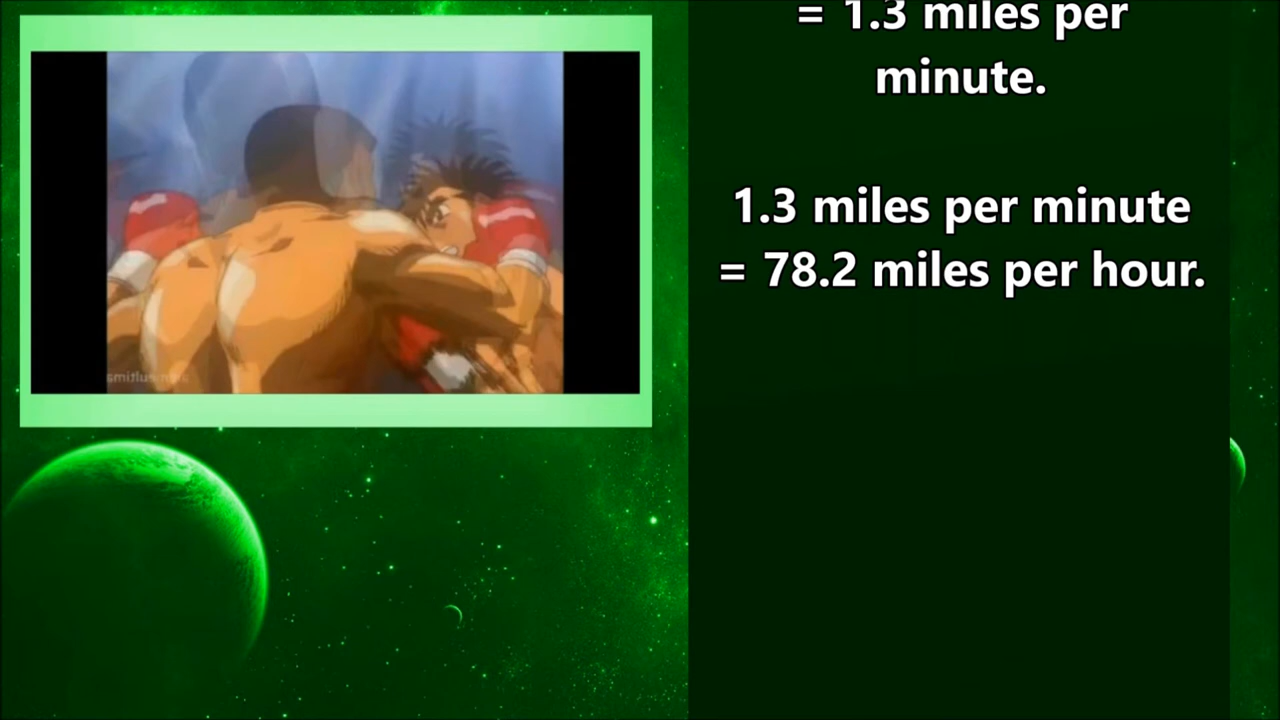 = 1.3 miles per
minute.
1.3 miles per minute
= 78.2 miles per hour.